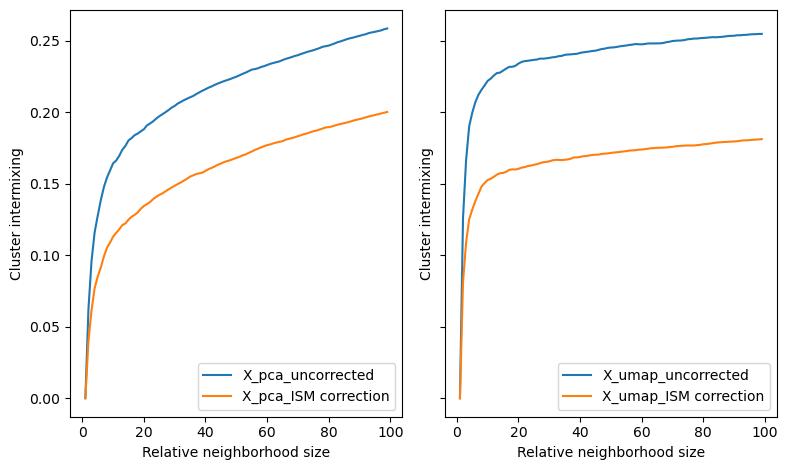 Cluster intermixing
0.25
0.20
0.15
0.10
0.05
0.00
0 20 40 60 80 100
Relative neighborhood size
X_pca_uncorrected
X_pca_ISM correction
Cluster intermixing
0 20 40 60 80 100
Relative neighborhood size
X_umap_uncorrected
X_umap_ISM correction